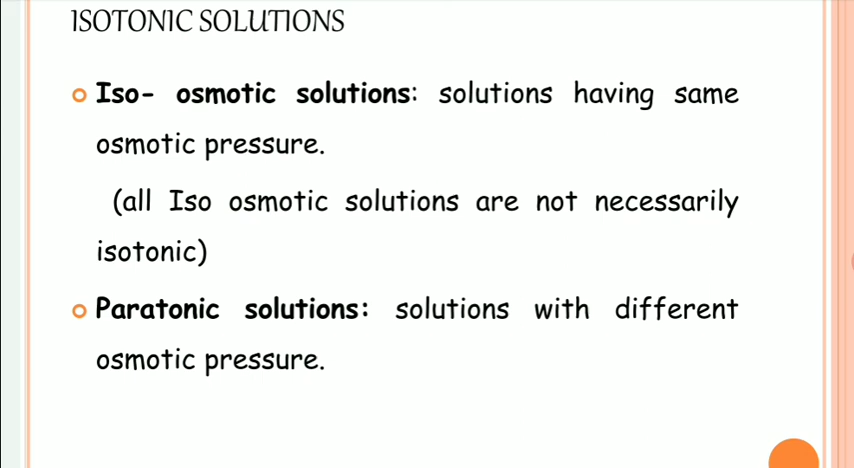 ISOTONIC SOLUTIONS
Iso- osmotic solutions: solutions having same
osmotic pressure.
(all Iso osmotic solutions are not necessarily
isotonic)
Paratonic solutions: solutions with different
osmotic pressure.